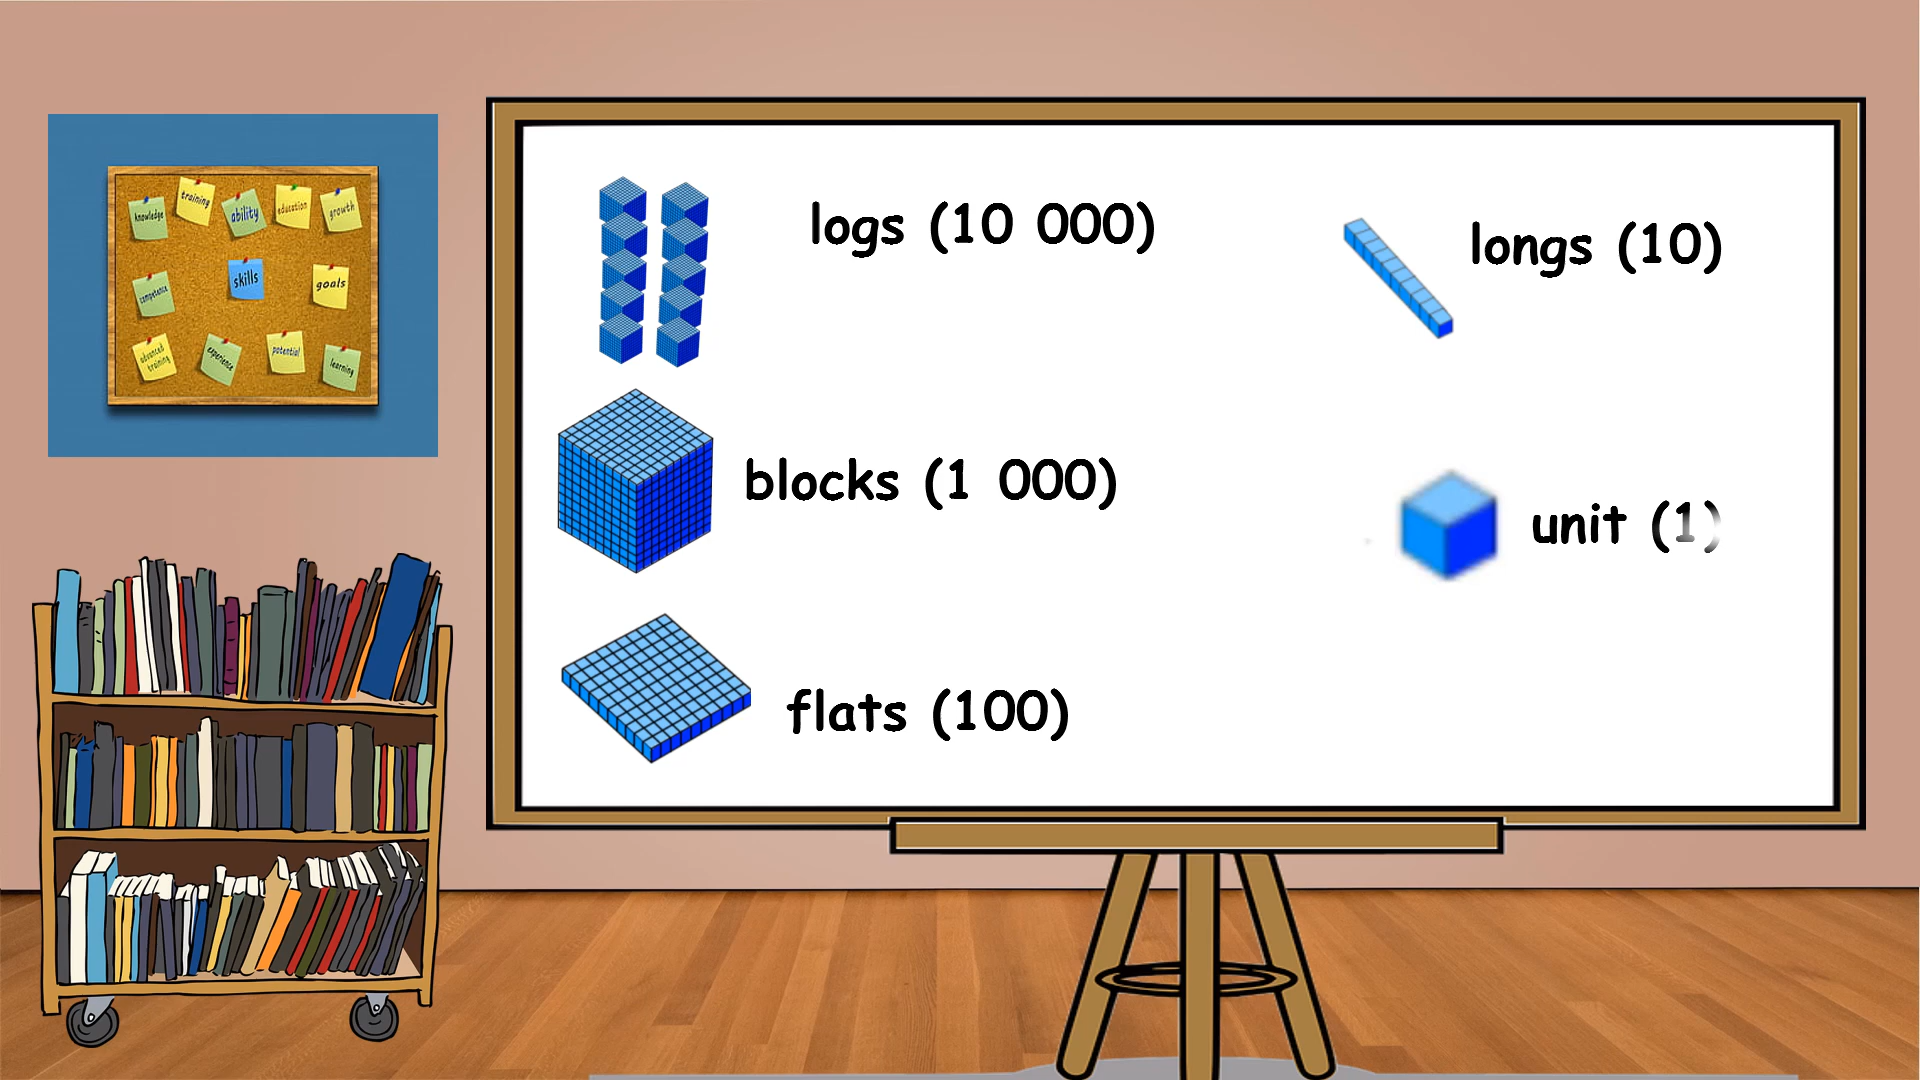 knowledge
training
ability
education
growth
competence
skills
goals
advanced
training
experience
potential
learning
logs (10 000)
longs (10)
blocks (1 000)
unit (1)
flats (100)